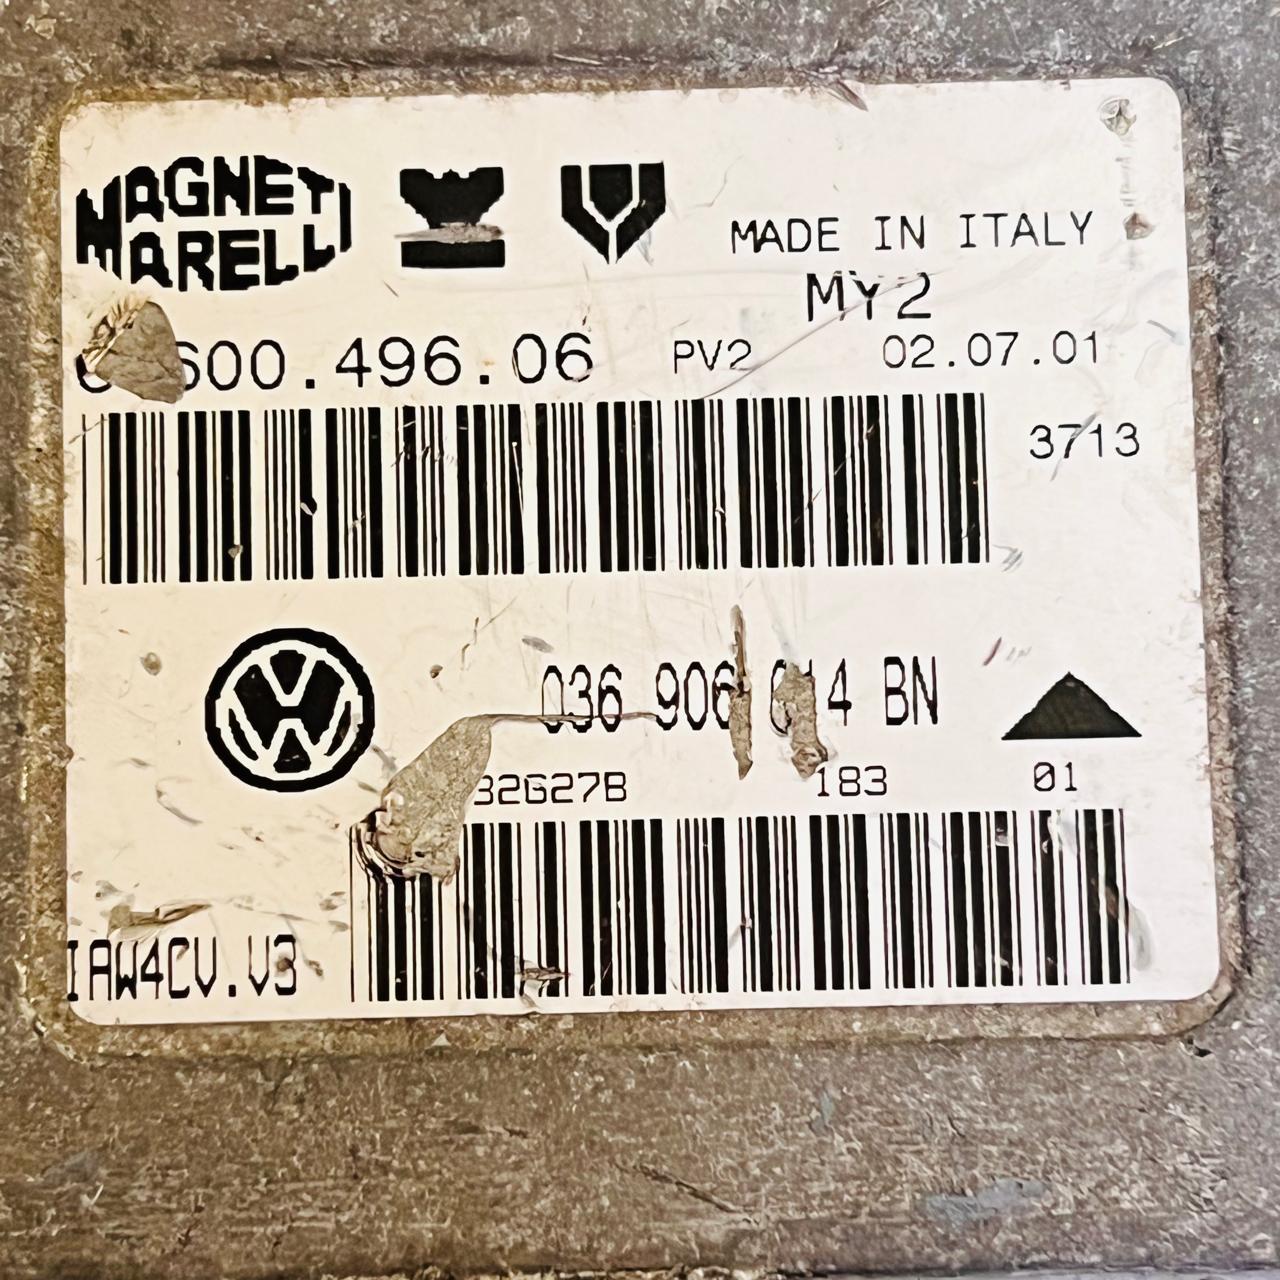 MAGNETI
MARELLI
MADE IN ITALY
MY2
600.496.06 PV2 02.07.01
3713
036 906 014 BN
32G27B 183 01
IAW4CV.V3